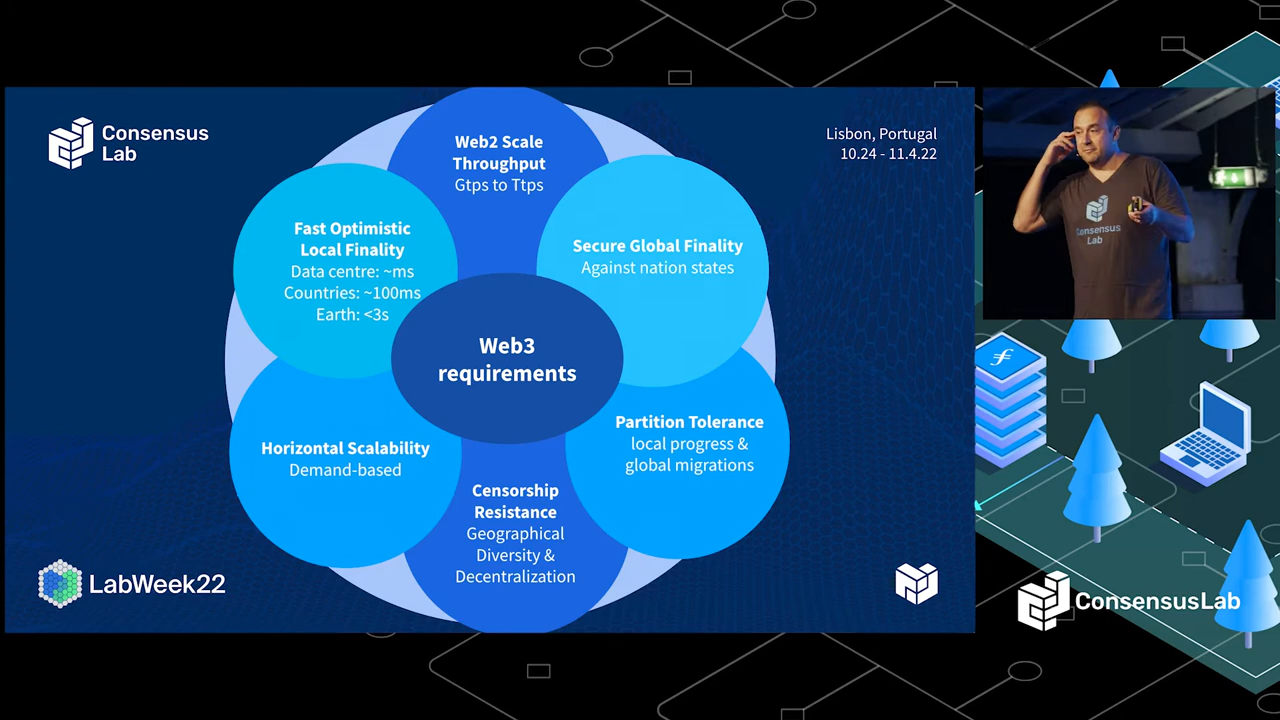 Consensus
Lab
Lisbon, Portugal
10.24 - 11.4.22
Web2 Scale
Throughput
Gtps to Ttps
Fast Optimistic
Local Finality
Data centre: ~ms
Countries: ~100ms
Earth: <3s
Secure Global Finality
Against nation states
Web3
requirements
Horizontal Scalability
Demand-based
Partition Tolerance
local progress &
global migrations
Censorship
Resistance
Geographical
Diversity &
Decentralization
LabWeek22
Consensus
Lab
ConsensusLab